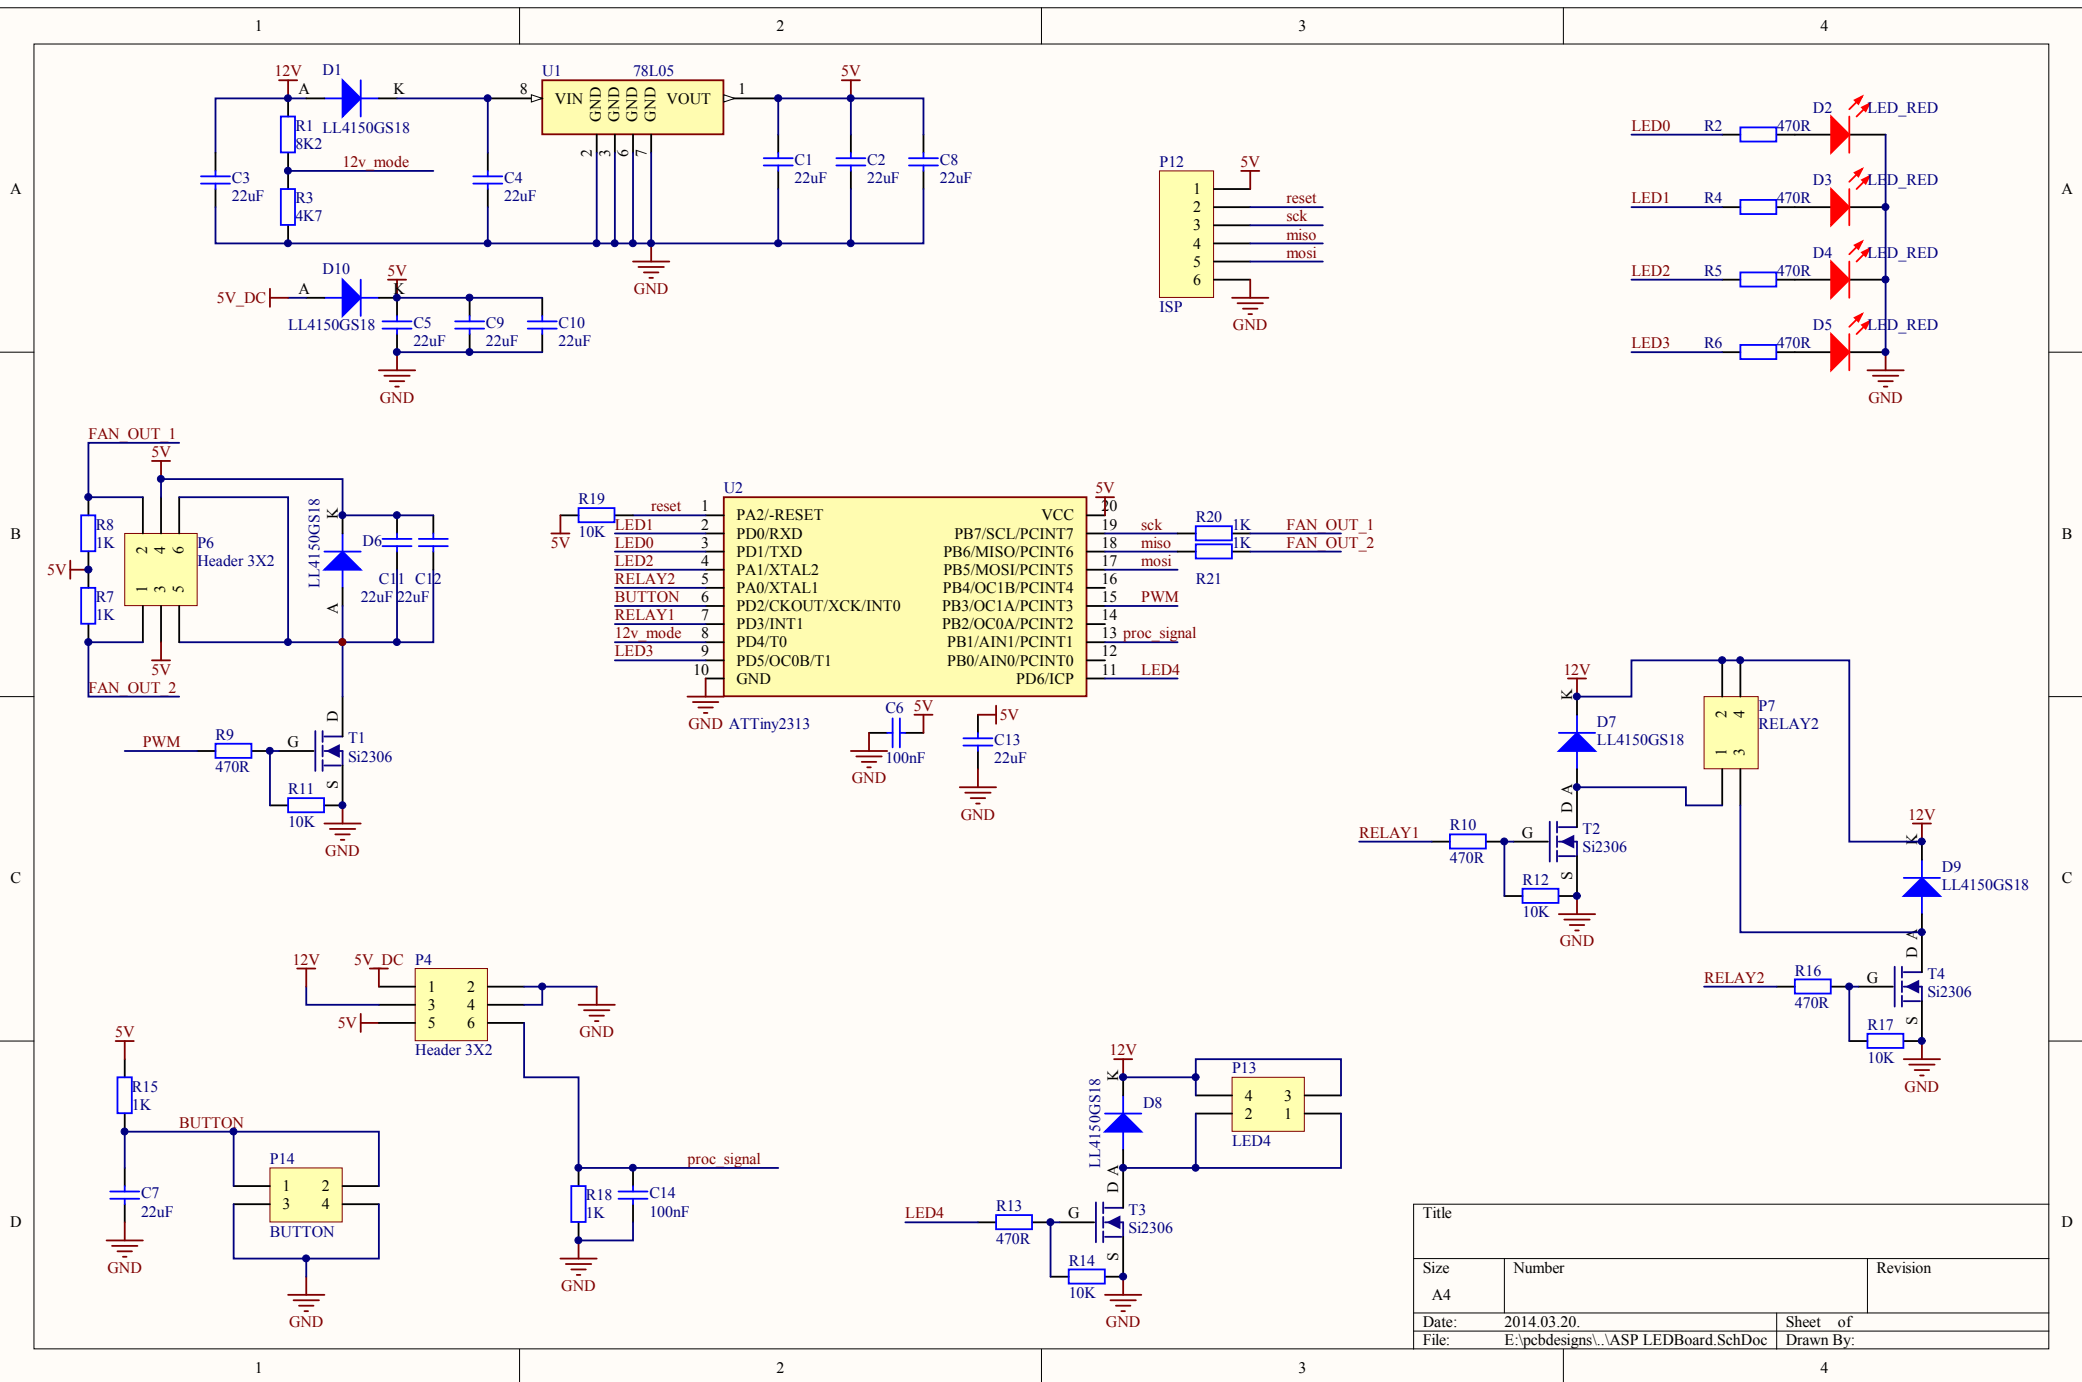 1 2 3 4
A
12V D1 A K
LL4150GS18
R1
8K2
12v_mode
R3
4K7
C3
22uF
C4
22uF
U1 78L05
8 VIN GND GND GND GND VOUT 1
2 3 6 7
5V
C1
22uF
C2
22uF
C8
22uF
GND
5V_DC A D10 K 5V
LL4150GS18
C5
22uF
C9
22uF
C10
22uF
GND
P12 5V
1
2 reset
3 sck
4 miso
5 mosi
6
ISP
GND
LED0 R2 470R D2 LED_RED
LED1 R4 470R D3 LED_RED
LED2 R5 470R D4 LED_RED
LED3 R6 470R D5 LED_RED
GND
A
B
FAN_OUT_1
5V
R8
1K
5V
R7
1K
2 4 6
1 3 5
P6
Header 3X2
5V
FAN_OUT_2
LL4150GS18 K A
D6
C11 C12
22uF 22uF
PWM R9
470R
G D S
T1
Si2306
R11
10K
GND
U2
R19
10K
5V
reset 1 PA2/-RESET
LED1 2 PD0/RXD
LED0 3 PD1/TXD
LED2 4 PA1/XTAL2
RELAY2 5 PA0/XTAL1
BUTTON 6 PD2/CKOUT/XCK/INT0
RELAY1 7 PD3/INT1
12v_mode 8 PD4/T0
LED3 9 PD5/OC0B/T1
10 GND
GND ATTiny2313
5V
VCC 20
PB7/SCL/PCINT7 19 sck R20 1K FAN_OUT_1
PB6/MISO/PCINT6 18 miso 1K FAN_OUT_2
PB5/MOSI/PCINT5 17 mosi R21
PB4/OC1B/PCINT4 16
PB3/OC1A/PCINT3 15 PWM
PB2/OC0A/PCINT2 14
PB1/AIN1/PCINT1 13 proc_signal
PB0/AIN0/PCINT0 12
PD6/ICP 11 LED4
C6 5V
100nF
GND
5V
C13
22uF
GND
B
C
12V
K
D7
LL4150GS18
A
P7
RELAY2
2 4
1 3
RELAY1 R10
470R
G D S
T2
Si2306
R12
10K
GND
12V
K
D9
LL4150GS18
A
RELAY2 R16
470R
G D S
T4
Si2306
R17
10K
GND
C
12V 5V_DC P4
1 2
3 4
5V 5 6
Header 3X2
GND
5V
R15
1K
BUTTON
C7
22uF
GND
P14
1 2
3 4
BUTTON
GND
proc_signal
R18
1K
C14
100nF
GND
12V
K
LL4150GS18
D8
A
P13
4 3
2 1
LED4
LED4 R13
470R
G D S
T3
Si2306
R14
10K
GND
D
Title
Size Number Revision
A4
Date: 2014.03.20. Sheet of
File: E:\pcbdesigns\..\ASP LEDBoard.SchDoc Drawn By:
D
1 2 3 4